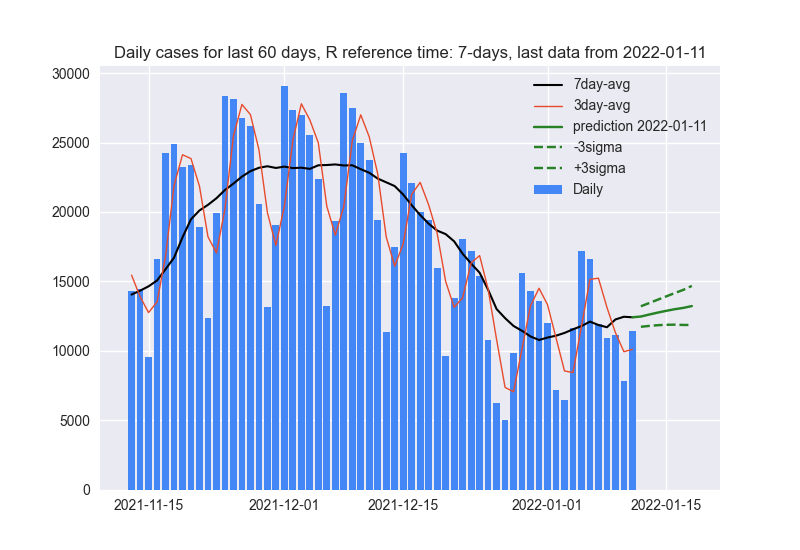 Daily cases for last 60 days, R reference time: 7-days, last data from 2022-01-11
30000
25000
20000
15000
10000
5000
0
7day-avg
3day-avg
prediction 2022-01-11
-3sigma
+3sigma
Daily
2021-11-15
2021-12-01
2021-12-15
2022-01-01
2022-01-15